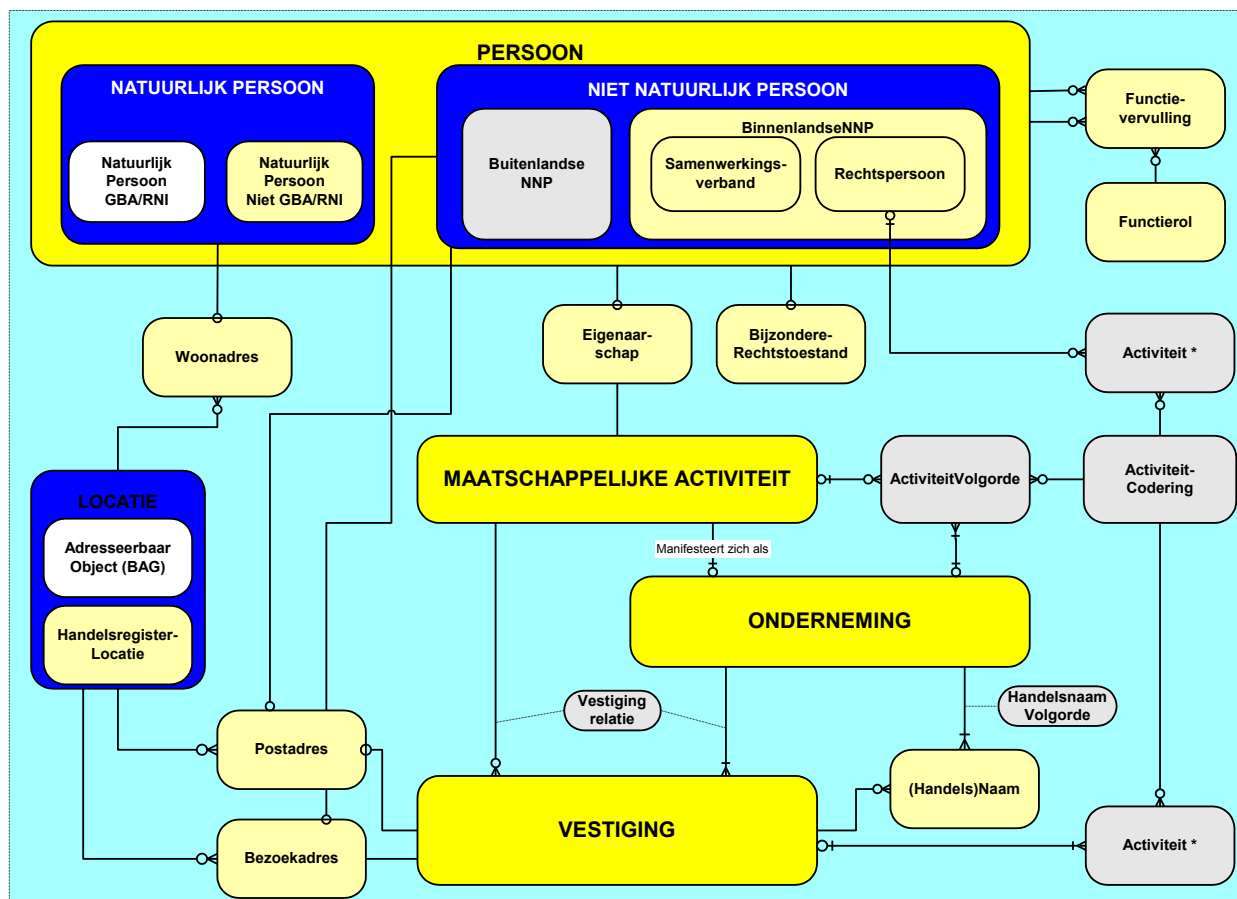 PERSOON
NATUURLIJK PERSOON
NIET NATUURLIJK PERSOON
Natuurlijk
Persoon
GBA/RNI
Natuurlijk
Persoon
Niet GBA/RNI
Buitenlandse
NNP
BinnenlandseNNP
Samenwerkings-
verband
Rechtspersoon
Functie-
vervulling
Functierol
Woonadres
Eigenaar-
schap
Bijzondere-
Rechtstoestand
Activiteit *
MAATSCHAPPELIJKE ACTIVITEIT
ActiviteitVolgorde
Activiteit-
Codering
LOCATIE
Adresseerbaar
Object (BAG)
Handelsregister-
Locatie
Manifesteert zich als
ONDERNEMING
Vestiging
relatie
Handelsnaam
Volgorde
Postadres
(Handels)Naam
VESTIGING
Bezoekadres
Activiteit *